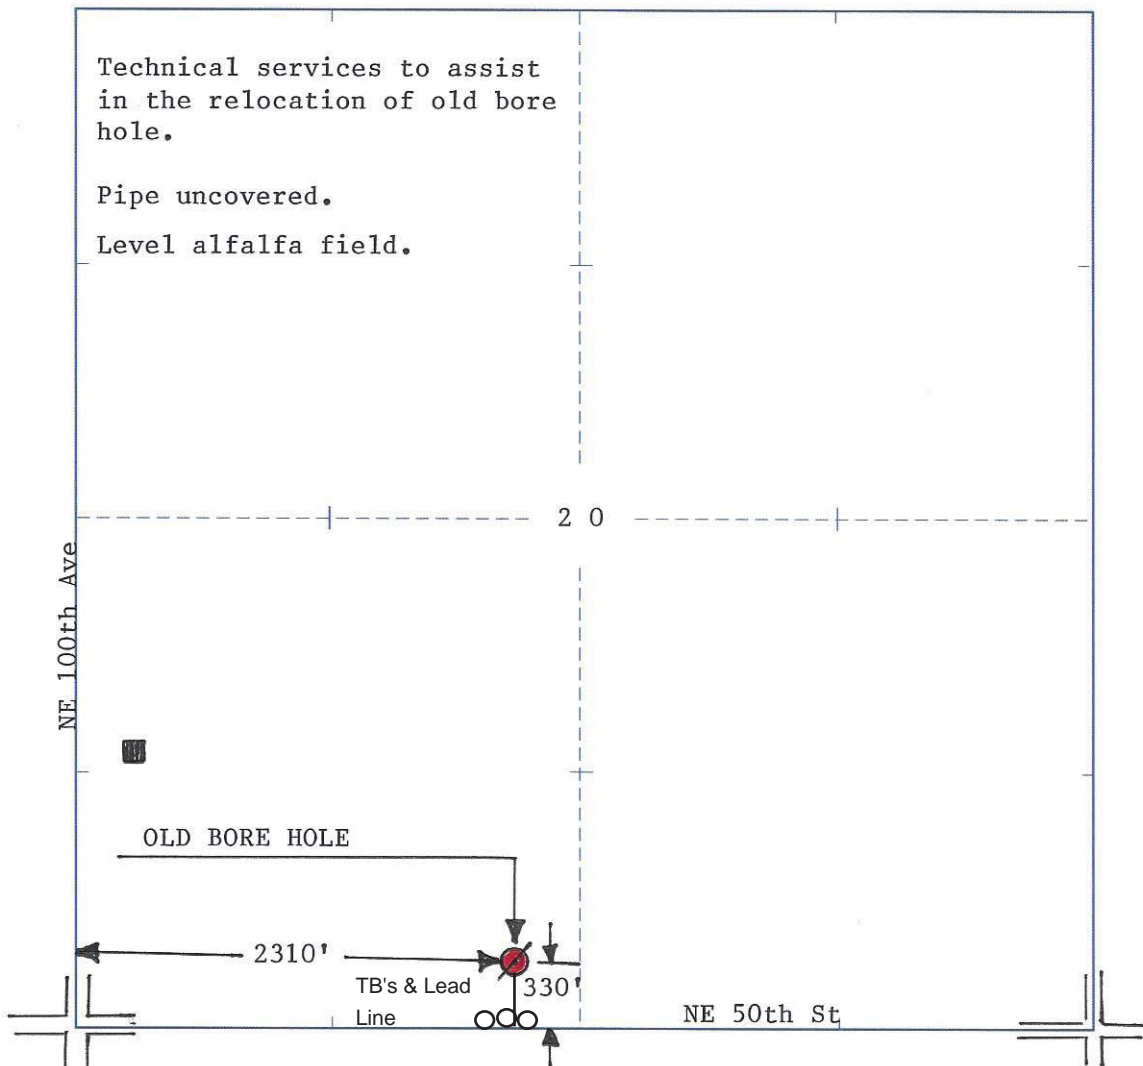 Technical services to assist
in the relocation of old bore
hole.
Pipe uncovered.
Level alfalfa field.
2 0
NE 100th Ave
OLD BORE HOLE
2310'
TB's & Lead
Line
330'
NE 50th St